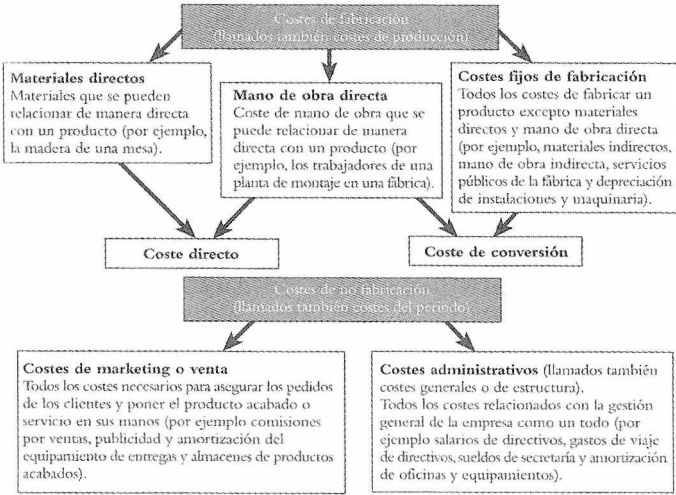 Costes de fabricación
(llamados también costes de producción)
Materiales directos
Materiales que se pueden
relacionar de manera directa
con un producto (por ejemplo,
la madera de una mesa).
Mano de obra directa
Coste de mano de obra que se
puede relacionar de manera
directa con un producto (por
ejemplo, los trabajadores de una
planta de montaje en una fábrica).
Costes fijos de fabricación
Todos los costes de fabricar un
producto excepto materiales
directos y mano de obra directa
(por ejemplo, materiales indirectos,
mano de obra indirecta, servicios
públicos de la fábrica y depreciación
de instalaciones y maquinaria).
Coste directo
Coste de conversión
Costes de no fabricación
(llamados también costes del período)
Costes de marketing o venta
Todos los costes necesarios para asegurar los pedidos
de los clientes y poner el producto acabado o
servicio en sus manos (por ejemplo comisiones
por ventas, publicidad y amortización del
equipamiento de entregas y almacenes de productos
acabados).
Costes administrativos (llamados también
costes generales o de estructura).
Todos los costes relacionados con la gestión
general de la empresa como un todo (por
ejemplo salarios de directivos, gastos de viaje
de directivos, sueldos de secretaría y amortización
de oficinas y equipamientos).